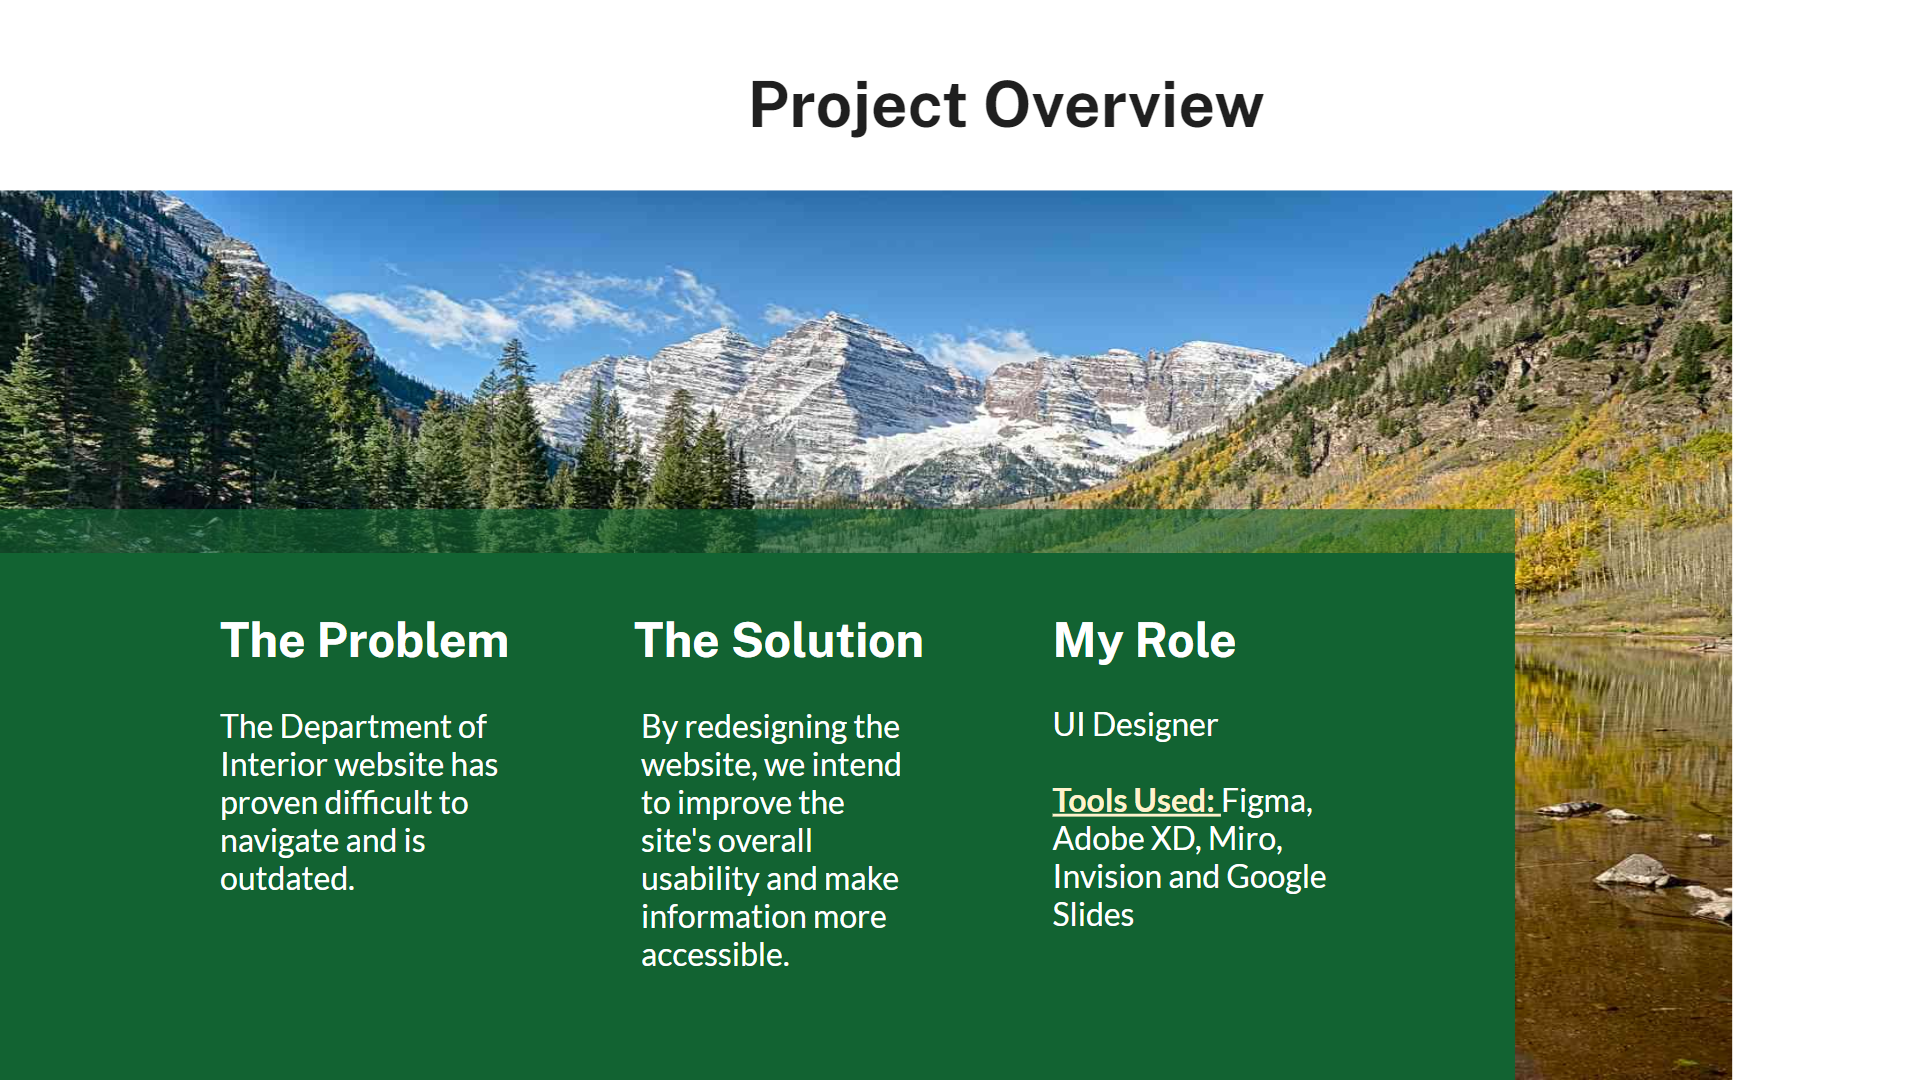 Project Overview
The Problem
The Department of
Interior website has
proven difficult to
navigate and is
outdated.
The Solution
By redesigning the
website, we intend
to improve the
site's overall
usability and make
information more
accessible.
My Role
UI Designer
Tools Used: Figma,
Adobe XD, Miro,
Invision and Google
Slides